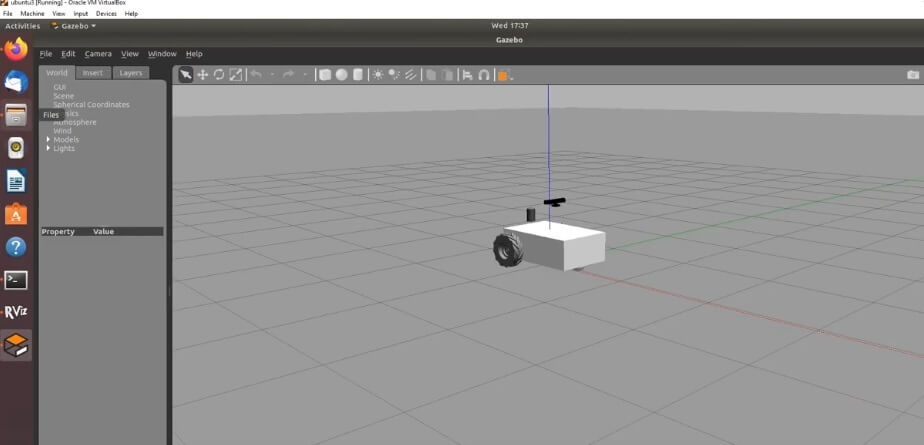 ubuntu3 [Running] - Oracle VM VirtualBox
File Machine View Input Devices Help
Activities Gazebo Wed 17:37
Gazebo
File Edit Camera View Window Help
World Insert Layers
GUI
Scene
Spherical Coordinates
Files
Atmosphere
Wind
Models
Lights
Property Value
RViz